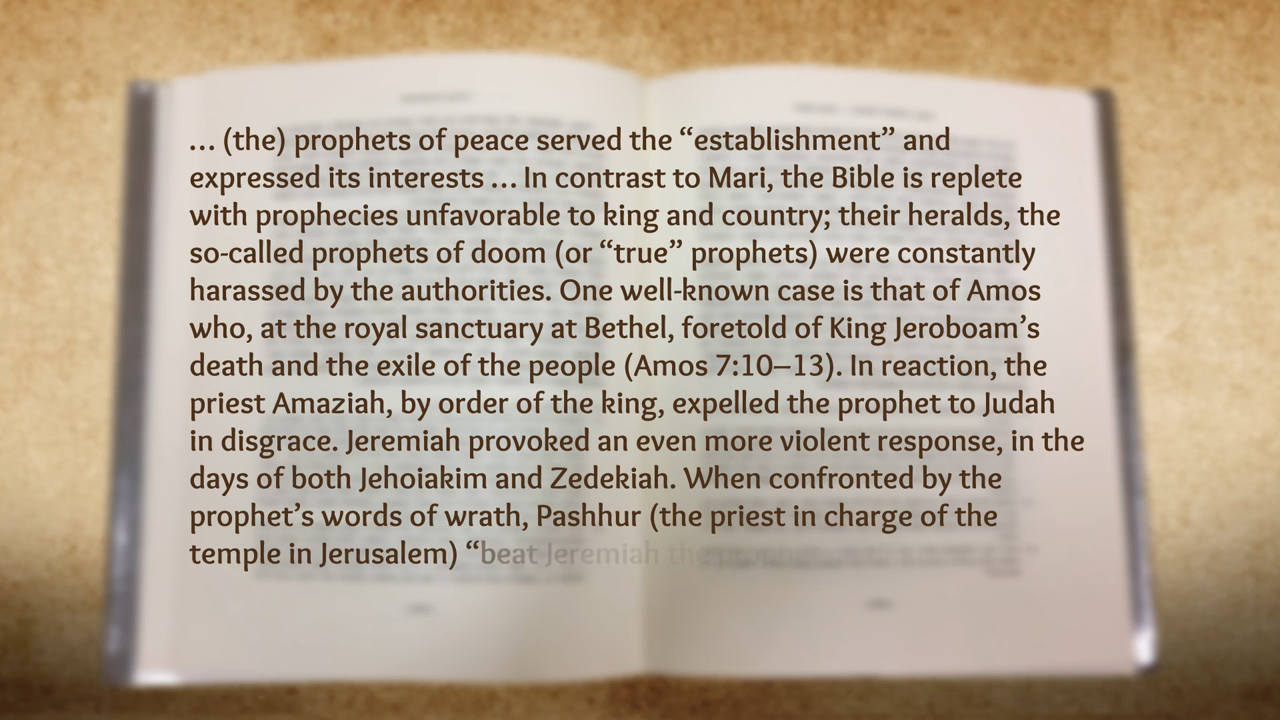 … (the) prophets of peace served the “establishment” and
expressed its interests … In contrast to Mari, the Bible is replete
with prophecies unfavorable to king and country; their heralds, the
so-called prophets of doom (or “true” prophets) were constantly
harassed by the authorities. One well-known case is that of Amos
who, at the royal sanctuary at Bethel, foretold of King Jeroboam’s
death and the exile of the people (Amos 7:10–13). In reaction, the
priest Amaziah, by order of the king, expelled the prophet to Judah
in disgrace. Jeremiah provoked an even more violent response, in the
days of both Jehoiakim and Zedekiah. When confronted by the
prophet’s words of wrath, Pashhur (the priest in charge of the
temple in Jerusalem) “beat Jeremiah the